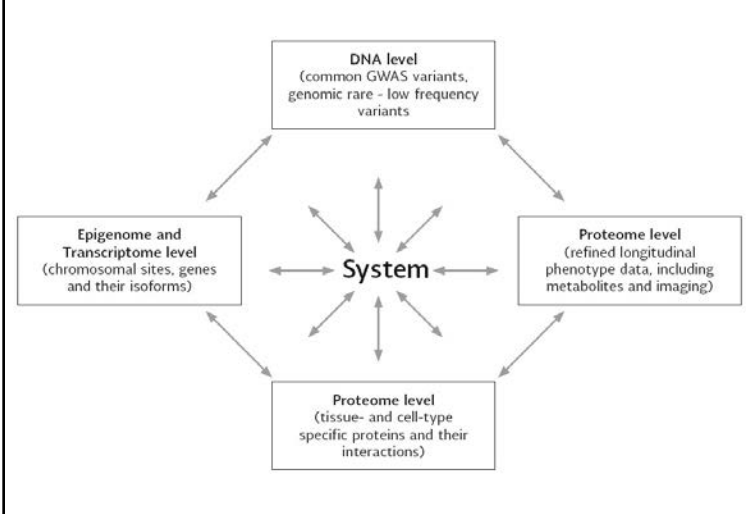 DNA level
(common GWAS variants,
genomic rare - low frequency
variants
Epigenome and
Transcriptome level
(chromosomal sites, genes
and their isoforms)
System
Proteome level
(refined longitudinal
phenotype data, including
metabolites and imaging)
Proteome level
(tissue- and cell-type
specific proteins and their
interactions)